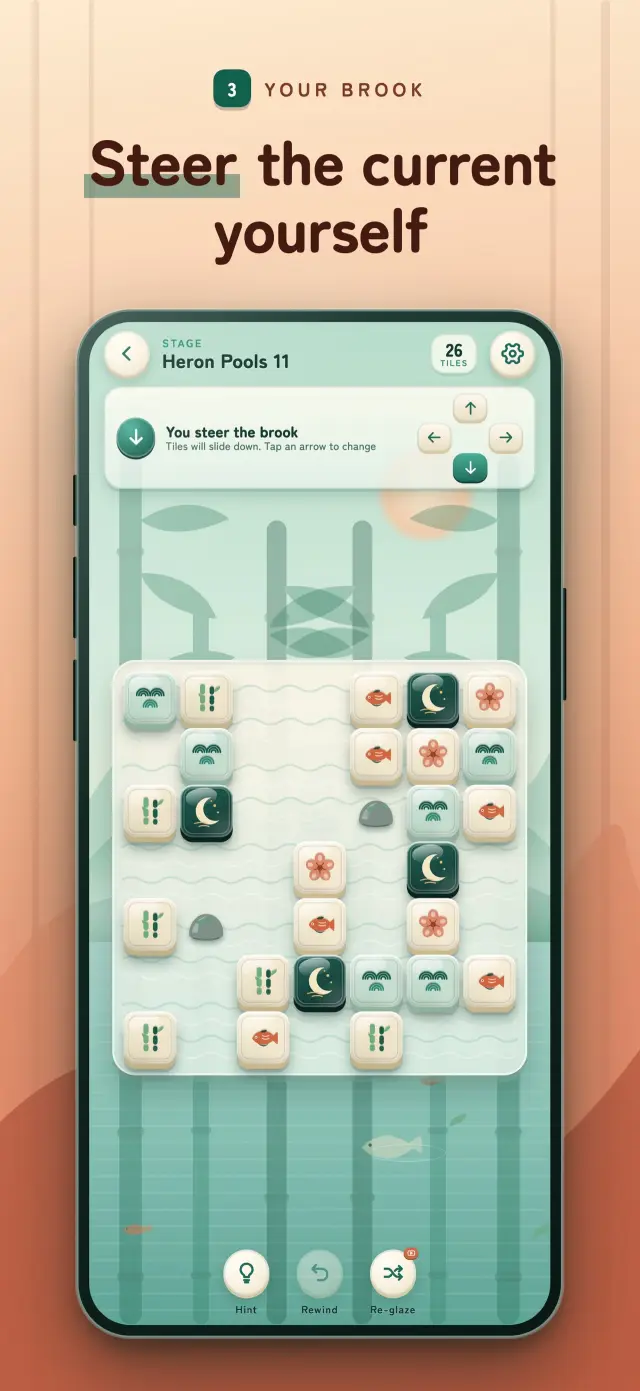 3 YOUR BROOK
Steer the current
yourself
STAGE
Heron Pools 11
26
TILES
You steer the brook
Tiles will slide down. Tap an arrow to change
Hint
Rewind
Re-glaze